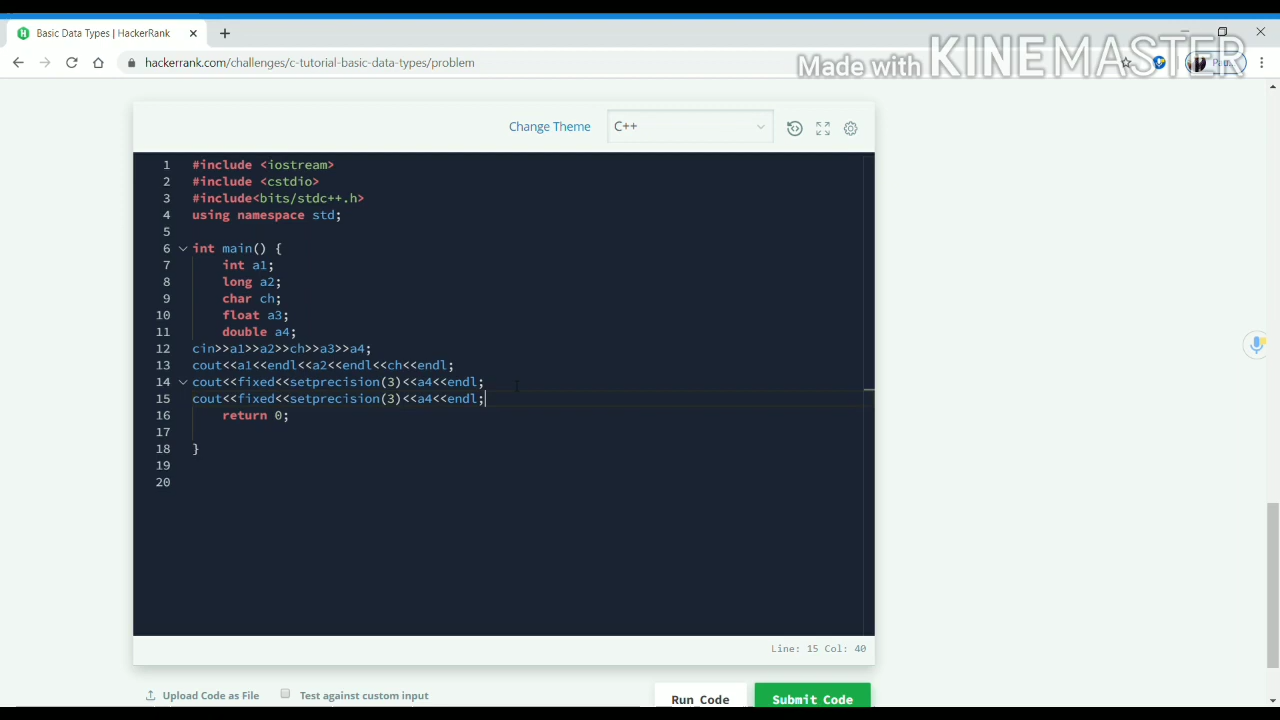 Basic Data Types | HackerRank
hackerrank.com/challenges/c-tutorial-basic-data-types/problem
Made with KINEMASTER
Change Theme
C++
1 #include <iostream>
2 #include <cstdio>
3 #include<bits/stdc++.h>
4 using namespace std;
5
6 int main() {
7 int a1;
8 long a2;
9 char ch;
10 float a3;
11 double a4;
12 cin>>a1>>a2>>ch>>a3>>a4;
13 cout<<a1<<endl<<a2<<endl<<ch<<endl;
14 cout<<fixed<<setprecision(3)<<a4<<endl;
15 cout<<fixed<<setprecision(3)<<a4<<endl;
16 return 0;
17
18 }
19
20
Line: 15 Col: 40
Upload Code as File
Test against custom input
Run Code
Submit Code